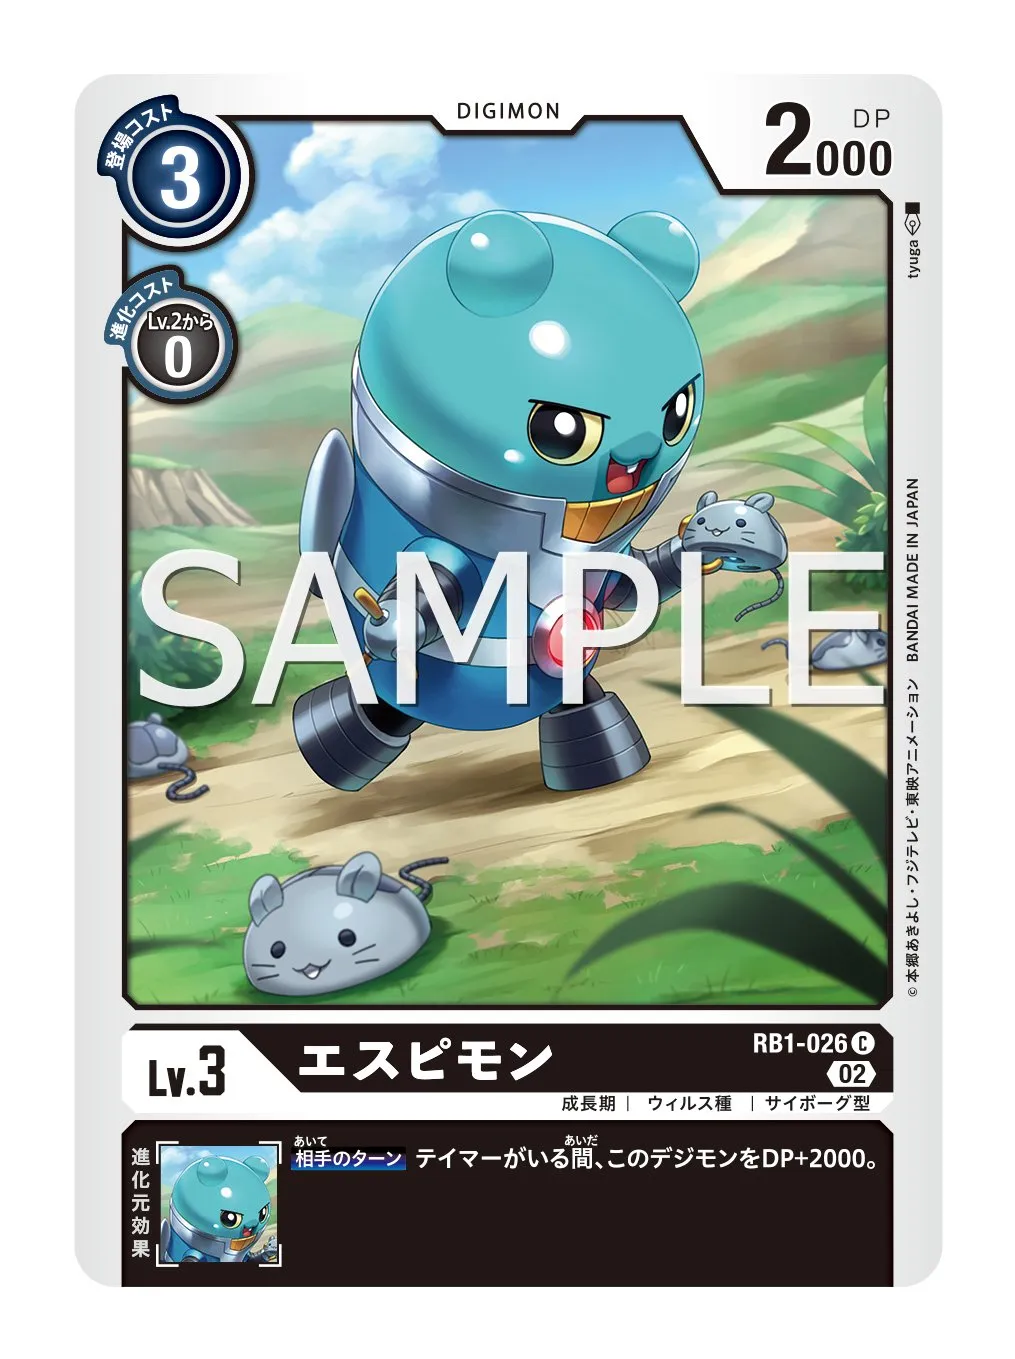 DIGIMON
登場コスト
3
2000
DP
進化コスト
Lv.2から
0
tyuga
SAMPLE
© 本郷あきよし・フジテレビ・東映アニメーション BANDAI MADE IN JAPAN
Lv.3
エスピモン
RB1-026 C
02
成長期 | ウィルス種 | サイボーグ型
進化元効果
あいて あいだ
相手のターン テイマーがいる間、このデジモンをDP+2000。